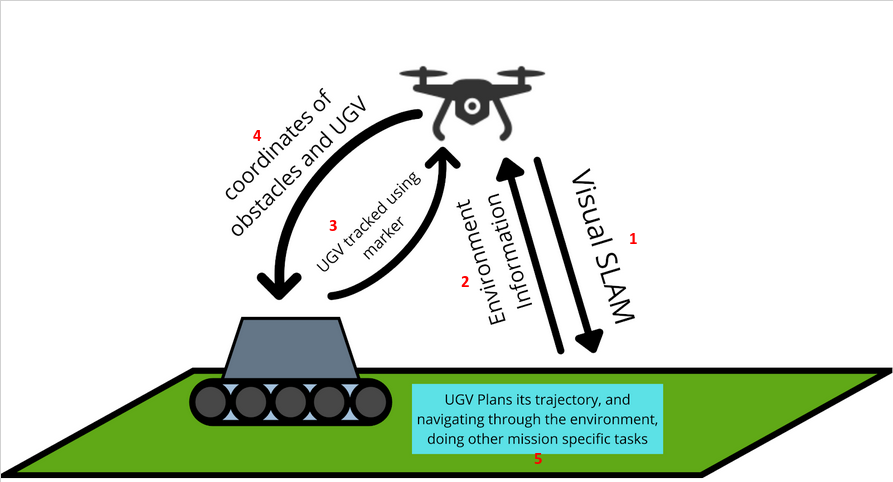 4
coordinates of
obstacles and UGV
3
UGV tracked using
marker
2
Environment
Information
1
Visual SLAM
UGV Plans its trajectory, and
navigating through the environment,
doing other mission specific tasks
5